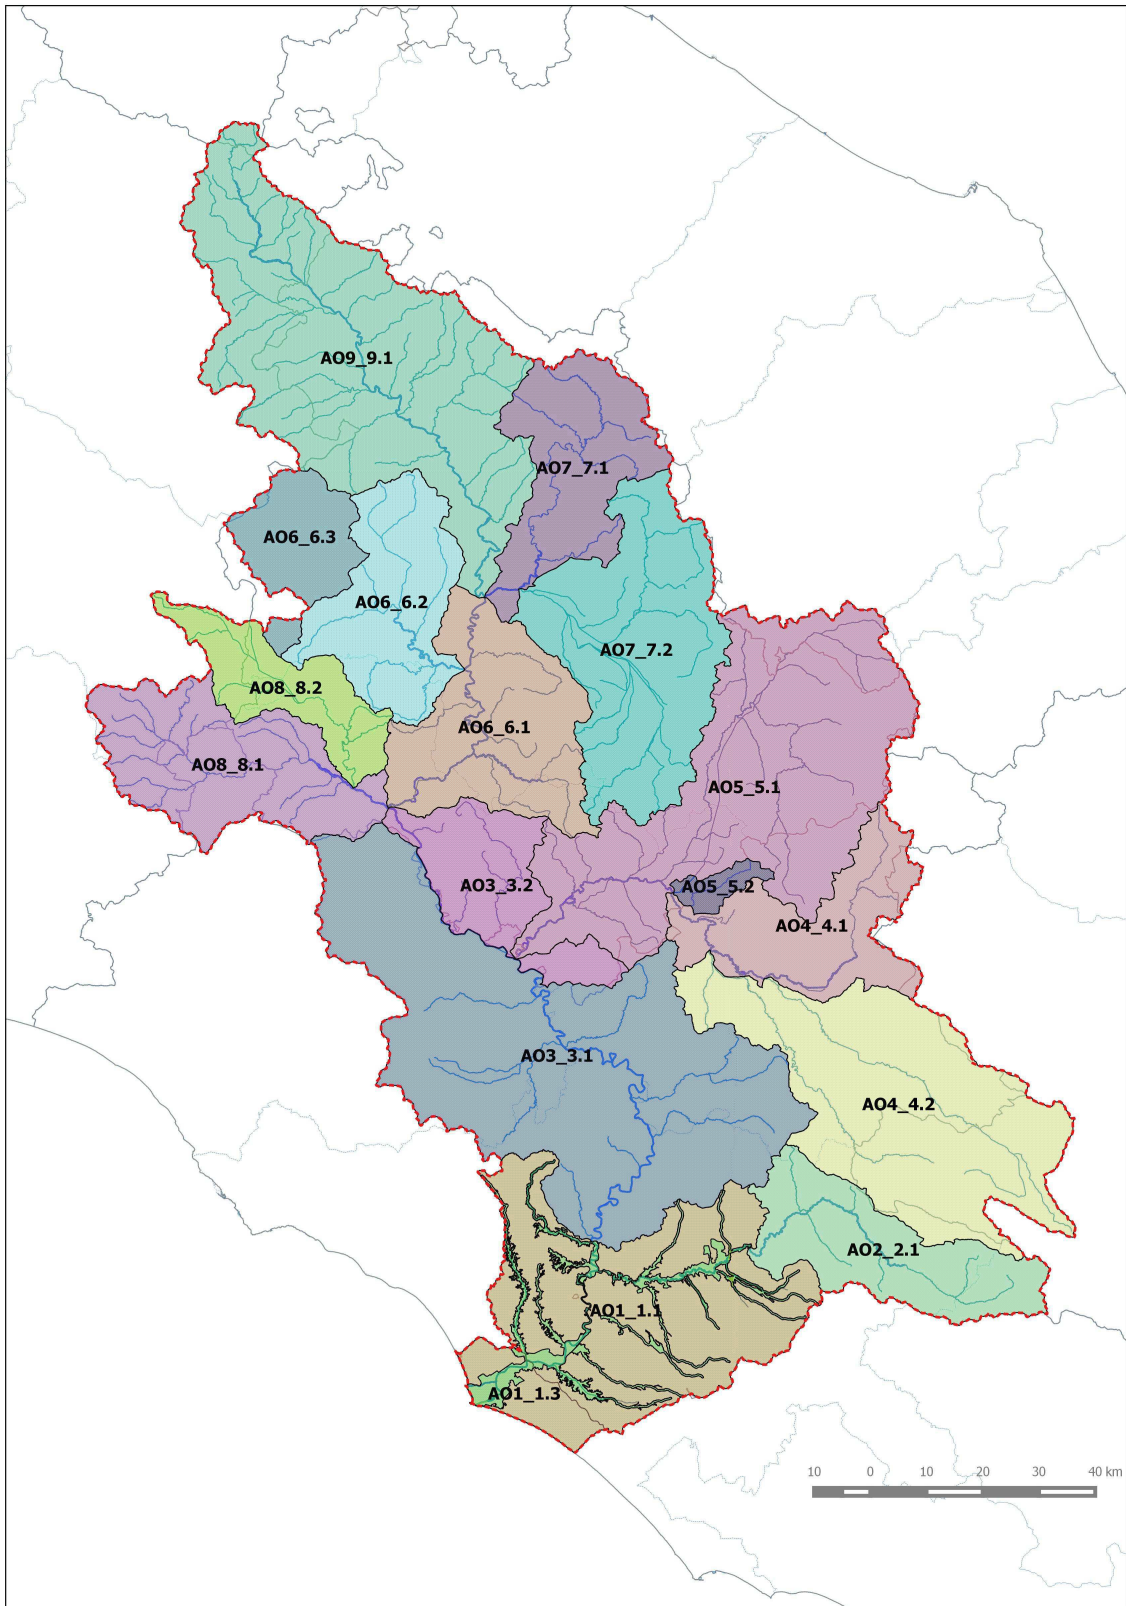 AO9_9.1
AO7_7.1
AO6_6.3
AO6_6.2
AO7_7.2
AO8_8.2
AO6_6.1
AO8_8.1
AO5_5.1
AO3_3.2
AO5_5.2
AO4_4.1
AO3_3.1
AO4_4.2
AO2_2.1
AO1_1.1
AO1_1.3
10 0 10 20 30 40 km